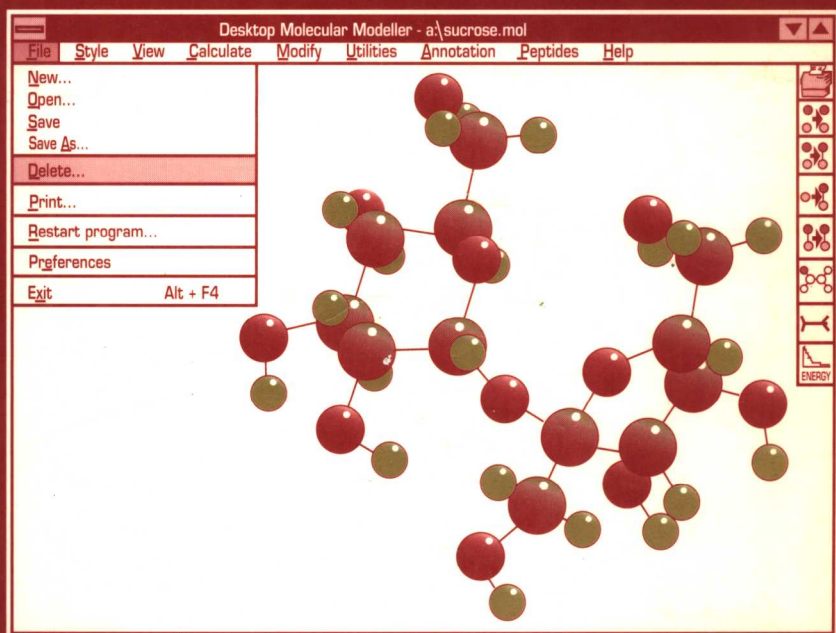 Desktop Molecular Modeller - a:\sucrose.mol
File Style View Calculate Modify Utilities Annotation Peptides Help
New...
Open...
Save
Save As...
Delete...
Print...
Restart program...
Preferences
Exit Alt + F4
ENERGY